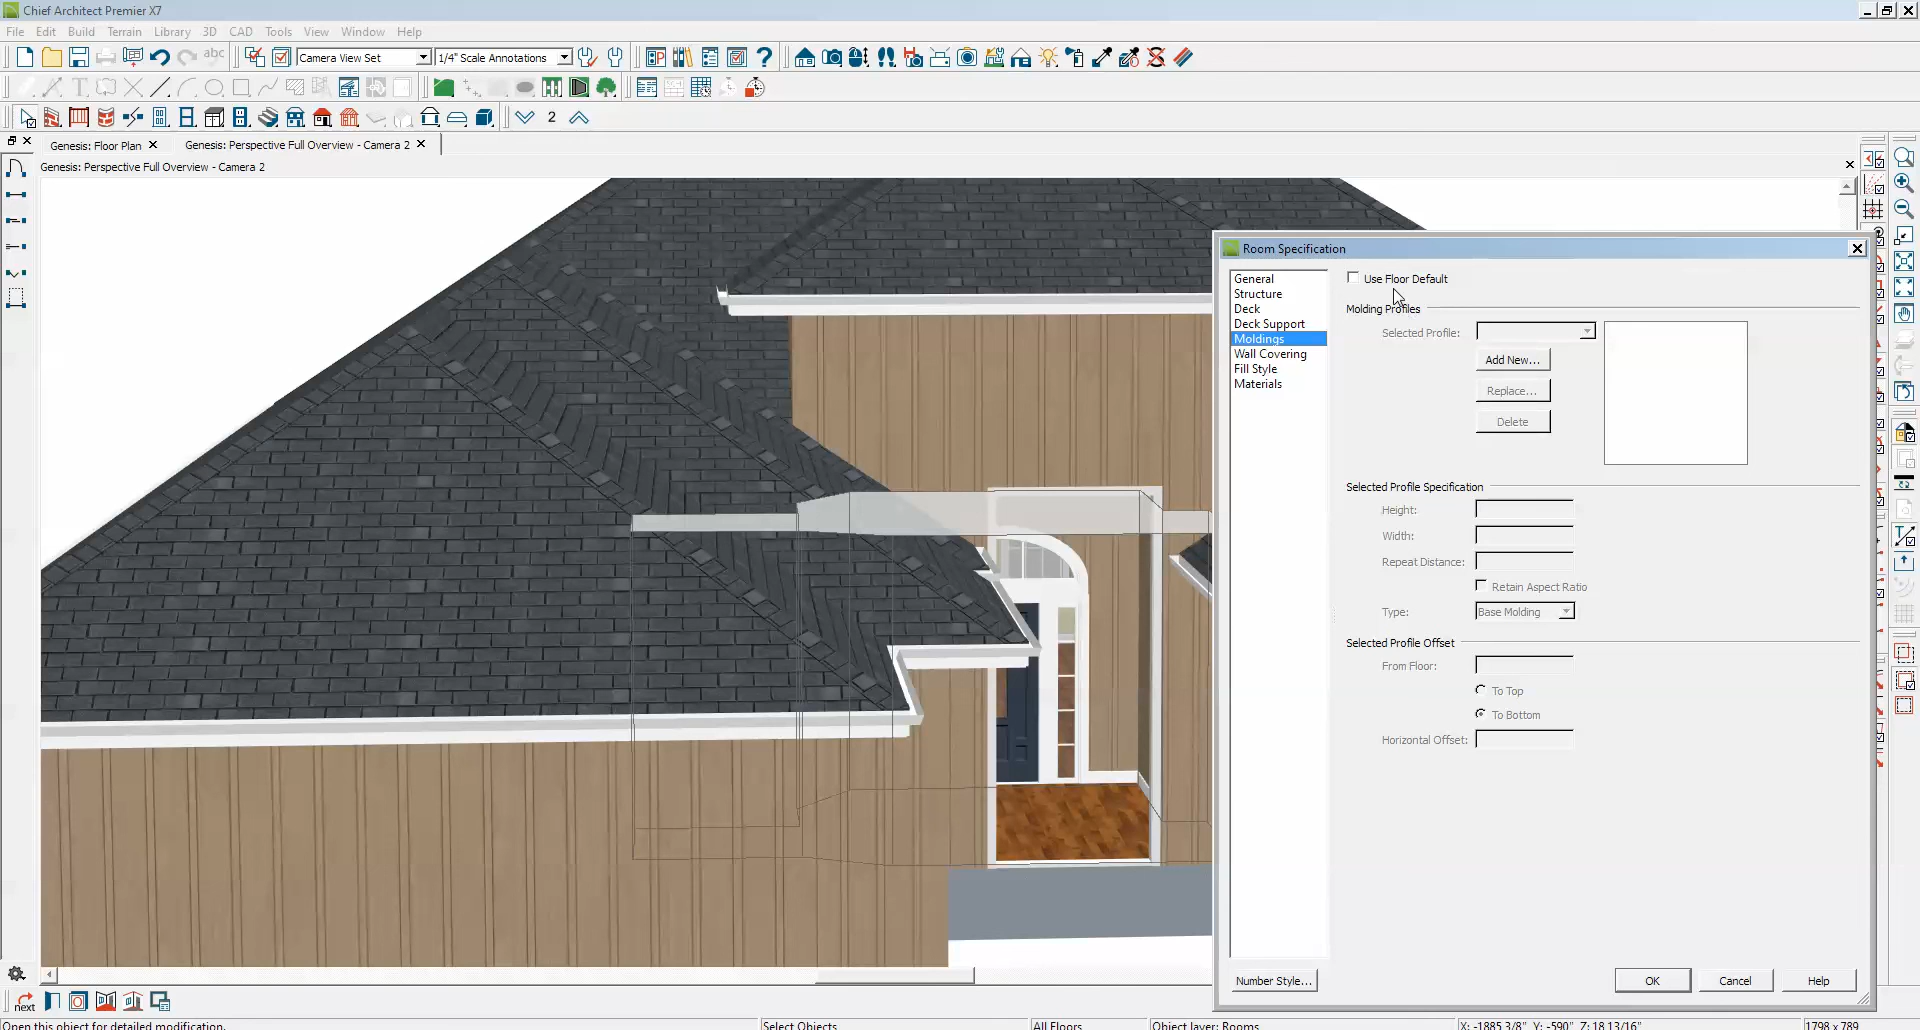 Chief Architect Premier X7
File Edit Build Terrain Library 3D CAD Tools View Window Help
Camera View Set 1/4" Scale Annotations
abc
2
Genesis: Floor Plan Genesis: Perspective Full Overview - Camera 2
Genesis: Perspective Full Overview - Camera 2
Room Specification
General
Structure
Deck
Deck Support
Moldings
Wall Covering
Fill Style
Materials
Use Floor Default
Molding Profiles
Selected Profile:
Add New...
Replace...
Delete
Selected Profile Specification
Height:
Width:
Repeat Distance:
Retain Aspect Ratio
Type: Base Molding
Selected Profile Offset
From Floor:
To Top
To Bottom
Horizontal Offset:
Number Style... OK Cancel Help
next
Open this object for detailed modification. Select Objects All Floors Object layer: Rooms X: -1885 3/8", Y: -590", Z: 18 13/16" 1798 x 789